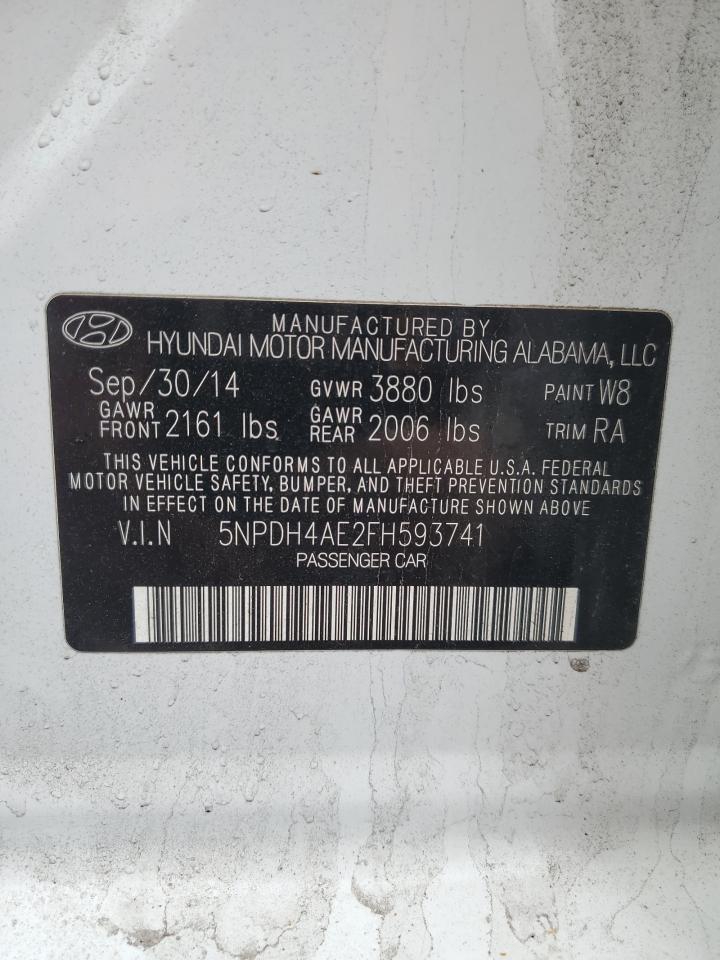 MANUFACTURED BY
HYUNDAI MOTOR MANUFACTURING ALABAMA, LLC
Sep/30/14 GVWR 3880 lbs PAINT W8
GAWR FRONT 2161 lbs GAWR REAR 2006 lbs TRIM RA
THIS VEHICLE CONFORMS TO ALL APPLICABLE U.S.A. FEDERAL
MOTOR VEHICLE SAFETY, BUMPER, AND THEFT PREVENTION STANDARDS
IN EFFECT ON THE DATE OF MANUFACTURE SHOWN ABOVE
V.I.N 5NPDH4AE2FH593741
PASSENGER CAR